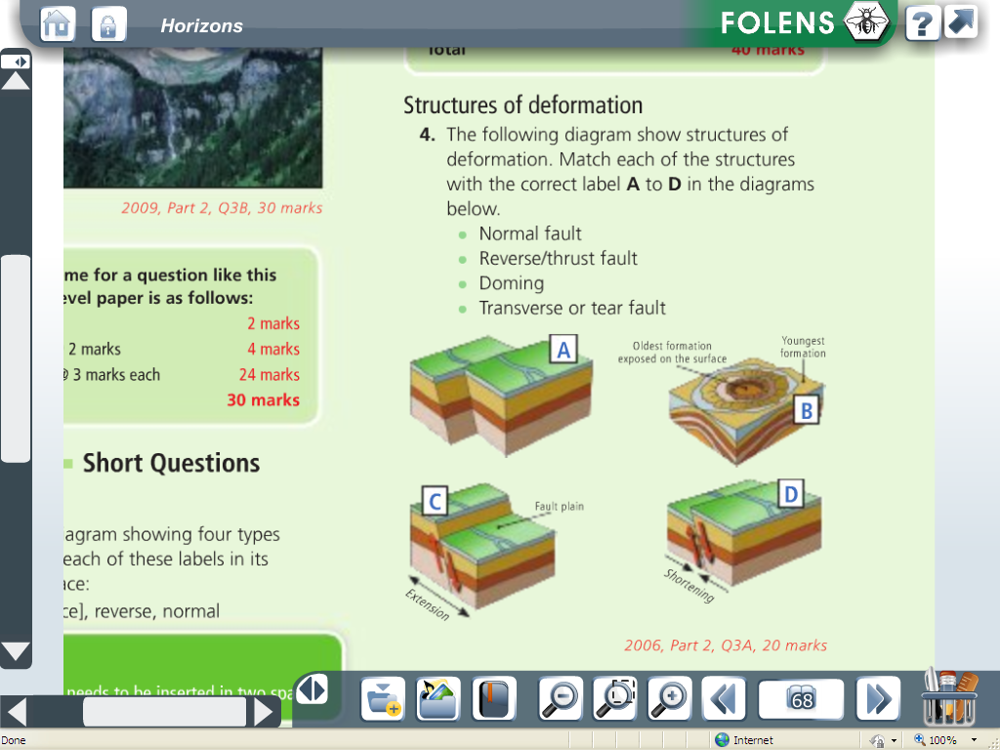 Horizons
FOLENS
?
2009, Part 2, Q3B, 30 marks
me for a question like this
evel paper is as follows:
2 marks
2 marks 4 marks
3 marks each 24 marks
30 marks
Short Questions
agram showing four types
each of these labels in its
ace:
ce], reverse, normal
needs to be inserted in two spa
Total 40 marks
Structures of deformation
4. The following diagram show structures of
deformation. Match each of the structures
with the correct label A to D in the diagrams
below.
• Normal fault
• Reverse/thrust fault
• Doming
• Transverse or tear fault
A
Oldest formation
exposed on the surface
Youngest
formation
B
C
Fault plain
Extension
D
Shortening
2006, Part 2, Q3A, 20 marks
68
Done
Internet
100%